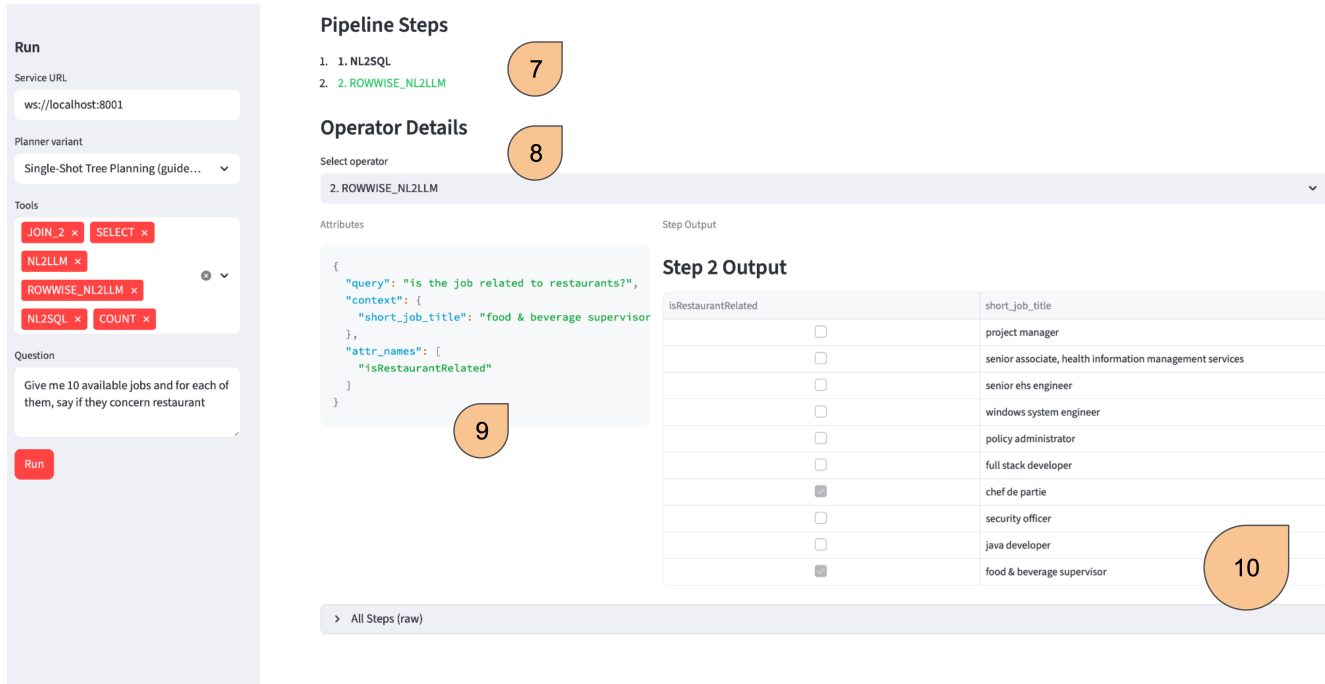 Run
Service URL
ws://localhost:8001
Planner variant
Single-Shot Tree Planning (guide...
Tools
JOIN_2 × SELECT ×
NL2LLM ×
ROWWISE_NL2LLM ×
NL2SQL × COUNT ×
Question
Give me 10 available jobs and for each of
them, say if they concern restaurant
Run
Pipeline Steps
1. 1. NL2SQL
2. 2. ROWWISE_NL2LLM
7
Operator Details
8
Select operator
2. ROWWISE_NL2LLM
Attributes
{
"query": "is the job related to restaurants?",
"context": {
"short_job_title": "food & beverage supervisor
},
"attr_names": [
"isRestaurantRelated"
]
}
9
Step Output
Step 2 Output
isRestaurantRelated short_job_title
project manager
senior associate, health information management services
senior ehs engineer
windows system engineer
policy administrator
full stack developer
chef de partie
security officer
java developer
food & beverage supervisor
10
All Steps (raw)